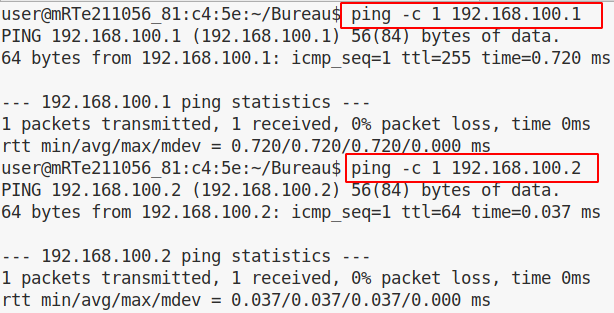 user@mRTe211056_81:c4:5e:~/Bureau$ ping -c 1 192.168.100.1
PING 192.168.100.1 (192.168.100.1) 56(84) bytes of data.
64 bytes from 192.168.100.1: icmp_seq=1 ttl=255 time=0.720 ms

--- 192.168.100.1 ping statistics ---
1 packets transmitted, 1 received, 0% packet loss, time 0ms
rtt min/avg/max/mdev = 0.720/0.720/0.720/0.000 ms
user@mRTe211056_81:c4:5e:~/Bureau$ ping -c 1 192.168.100.2
PING 192.168.100.2 (192.168.100.2) 56(84) bytes of data.
64 bytes from 192.168.100.2: icmp_seq=1 ttl=64 time=0.037 ms

--- 192.168.100.2 ping statistics ---
1 packets transmitted, 1 received, 0% packet loss, time 0ms
rtt min/avg/max/mdev = 0.037/0.037/0.037/0.000 ms